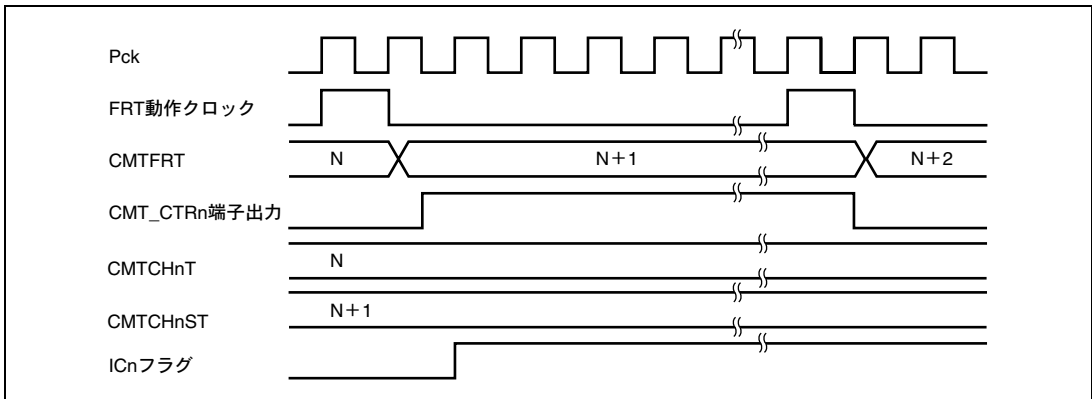 Pck
FRT動作クロック
CMTFRT N N+1 N+2
CMT_CTRn端子出力
CMTCHnT N
CMTCHnST N+1
ICnフラグ